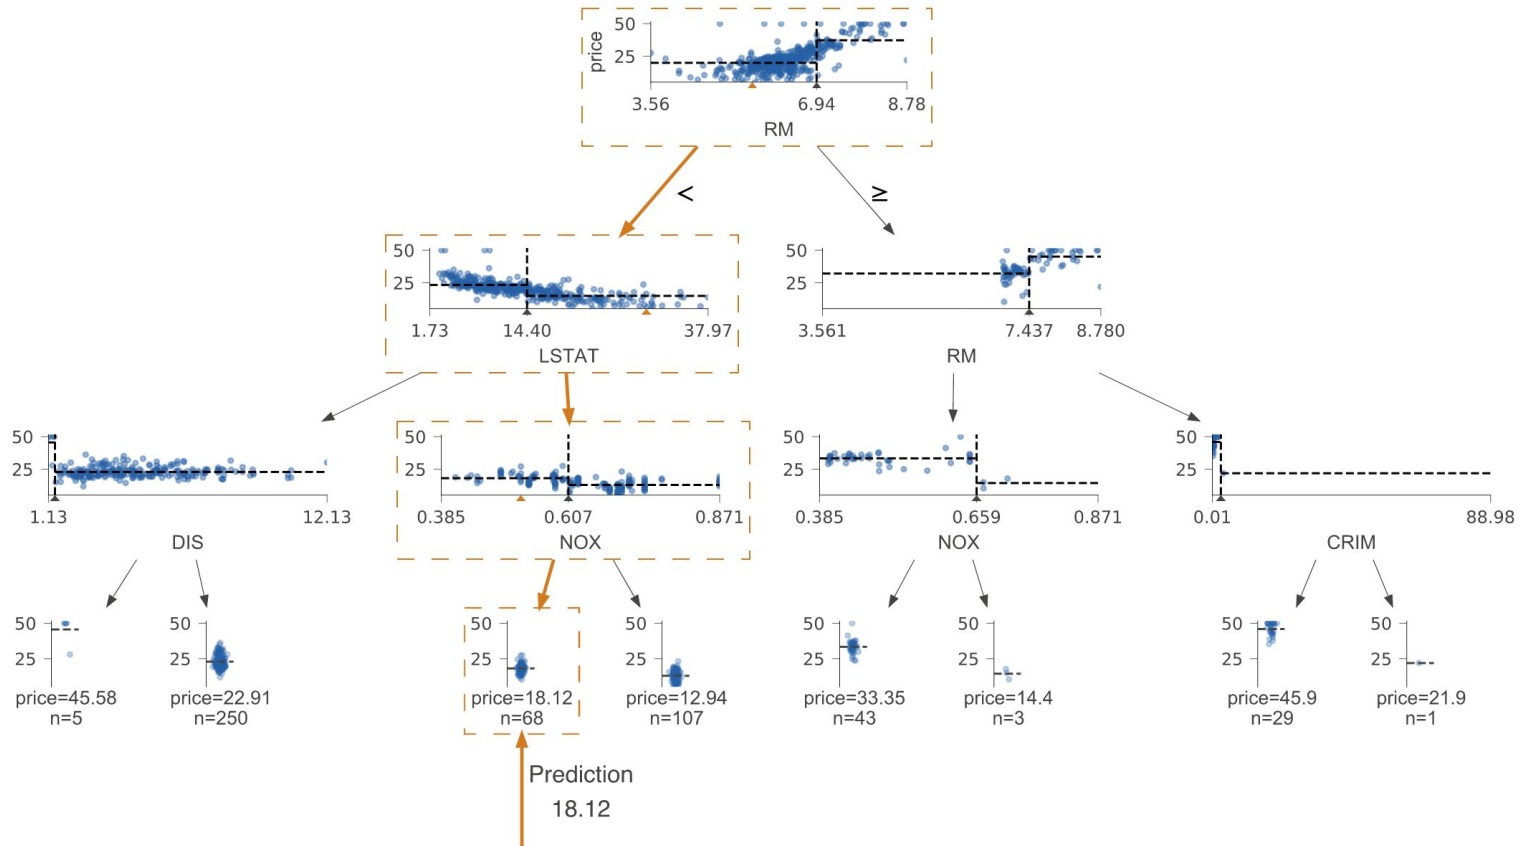 price
50
25
3.56 6.94 8.78
RM
< ≥
50
25
1.73 14.40 37.97
LSTAT
50
25
3.561 7.437 8.780
RM
50
25
1.13 12.13
DIS
50
25
0.385 0.607 0.871
NOX
50
25
0.385 0.659 0.871
NOX
50
25
0.01 88.98
CRIM
50
25
price=45.58
n=5
50
25
price=22.91
n=250
50
25
price=18.12
n=68
50
25
price=12.94
n=107
50
25
price=33.35
n=43
50
25
price=14.4
n=3
50
25
price=45.9
n=29
50
25
price=21.9
n=1
Prediction
18.12